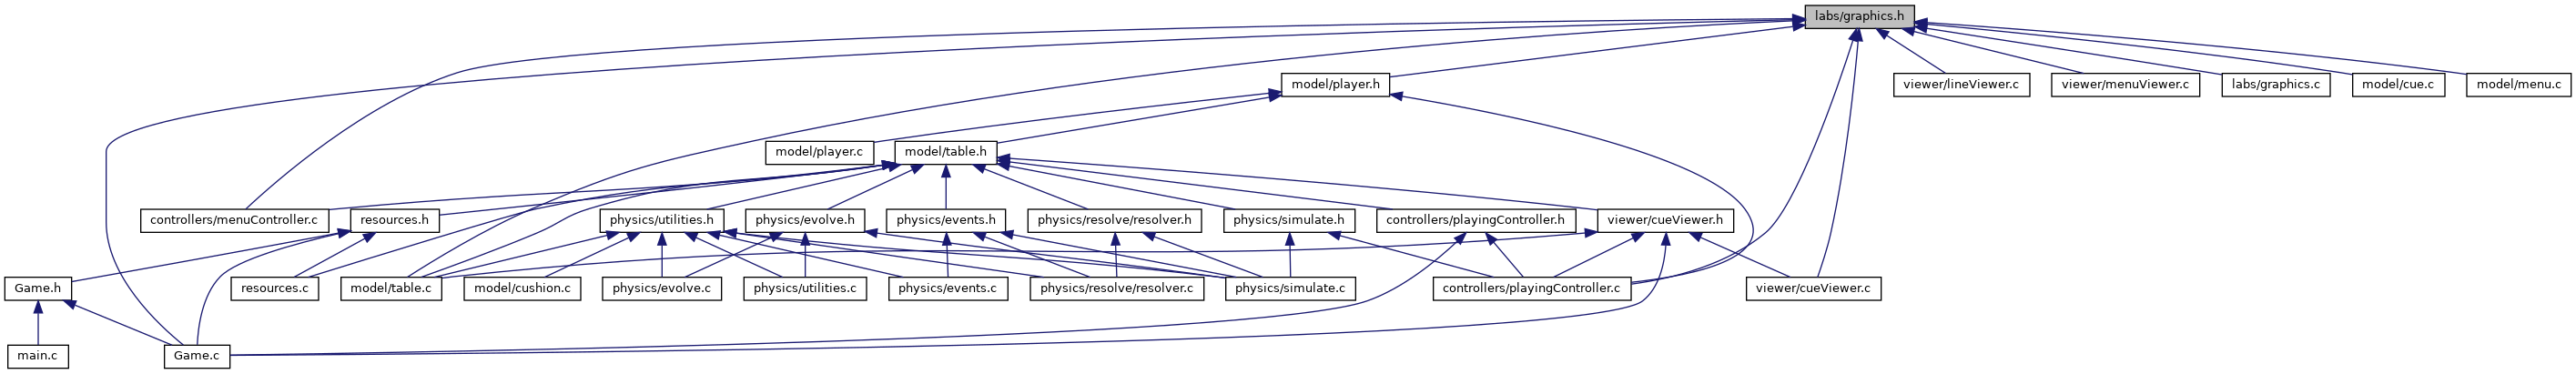 labs/graphics.h
model/player.h
viewer/lineViewer.c
viewer/menuViewer.c
labs/graphics.c
model/cue.c
model/menu.c
model/player.c
model/table.h
controllers/menuController.c
resources.h
physics/utilities.h
physics/evolve.h
physics/events.h
physics/resolve/resolver.h
physics/simulate.h
controllers/playingController.h
viewer/cueViewer.h
Game.h
resources.c
model/table.c
model/cushion.c
physics/evolve.c
physics/utilities.c
physics/events.c
physics/resolve/resolver.c
physics/simulate.c
controllers/playingController.c
viewer/cueViewer.c
main.c
Game.c